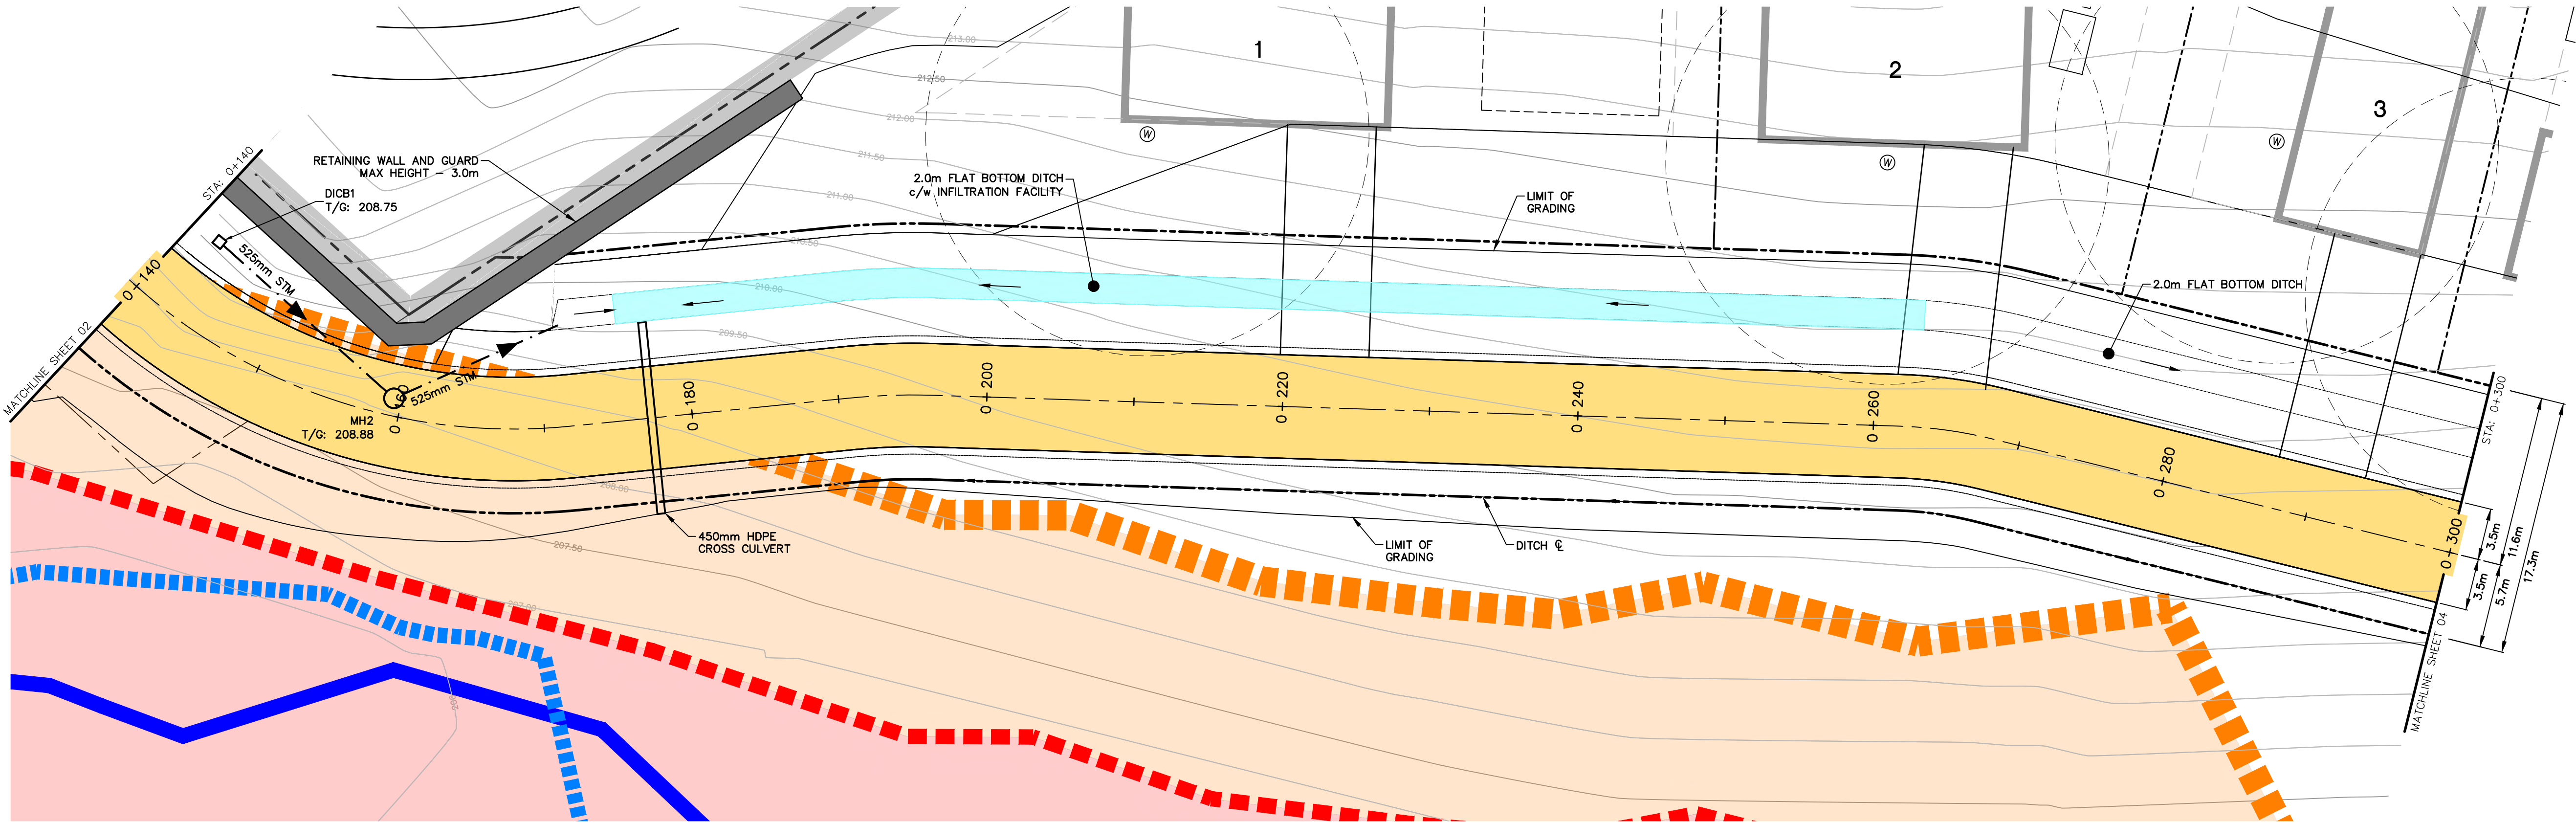 213.00
212.50
212.00
211.50
211.00
210.50
210.00
209.50
208.00
207.50
207.00
1
2
3
W
W
W
STA: 0+140
RETAINING WALL AND GUARD
MAX HEIGHT - 3.0m
DICB1
T/G: 208.75
525mm STM
0+140
MATCHLINE SHEET 02
2.0m FLAT BOTTOM DITCH
c/w INFILTRATION FACILITY
LIMIT OF
GRADING
2.0m FLAT BOTTOM DITCH
525mm STM
MH2
T/G: 208.88
0+160
0+180
0+200
0+220
0+240
0+260
0+280
0+300
450mm HDPE
CROSS CULVERT
LIMIT OF
GRADING
DITCH ℄
STA: 0+300
3.5m
11.6m
17.3m
3.5m
5.7m
MATCHLINE SHEET 04